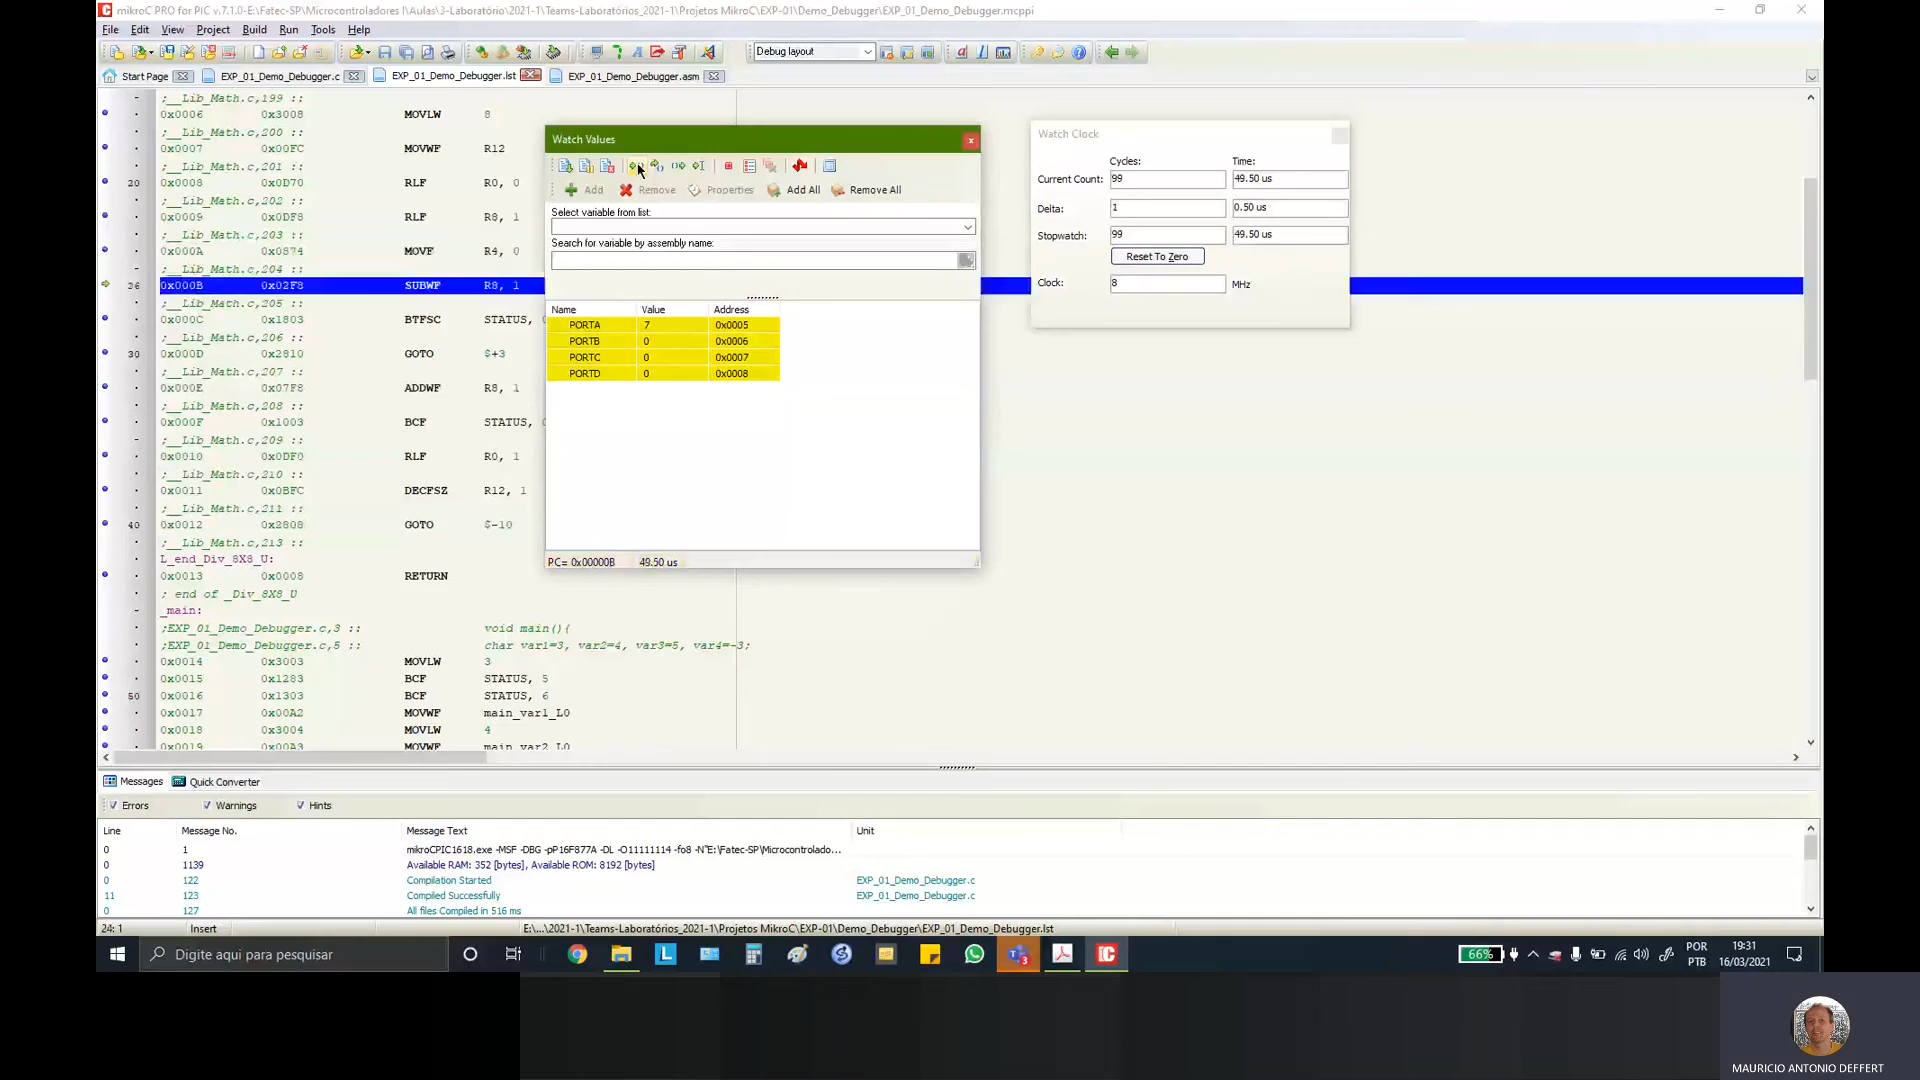 mikroC PRO for PIC v.7.1.0-E:\Fatec-SP\Microcontroladores I\Aulas\3-Laboratório\2021-1\Teams-Laboratórios_2021-1\Projetos MikroC\EXP-01\Demo_Debugger\EXP_01_Demo_Debugger.mcppi
File Edit View Project Build Run Tools Help
Debug layout
Start Page EXP_01_Demo_Debugger.c EXP_01_Demo_Debugger.lst EXP_01_Demo_Debugger.asm
;__Lib_Math.c,199 ::
0x0006 0x3008 MOVLW 8
;__Lib_Math.c,200 ::
0x0007 0x00FC MOVWF R12
;__Lib_Math.c,201 ::
20 0x0008 0x0D70 RLF R0, 0
;__Lib_Math.c,202 ::
0x0009 0x0DF8 RLF R8, 1
;__Lib_Math.c,203 ::
0x000A 0x0874 MOVF R4, 0
;__Lib_Math.c,204 ::
26 0x000B 0x02F8 SUBWF R8, 1
;__Lib_Math.c,205 ::
0x000C 0x1803 BTFSC STATUS,
;__Lib_Math.c,206 ::
30 0x000D 0x2810 GOTO $+3
;__Lib_Math.c,207 ::
0x000E 0x07F8 ADDWF R8, 1
;__Lib_Math.c,208 ::
0x000F 0x1003 BCF STATUS,
;__Lib_Math.c,209 ::
0x0010 0x0DF0 RLF R0, 1
;__Lib_Math.c,210 ::
0x0011 0x0BFC DECFSZ R12, 1
;__Lib_Math.c,211 ::
40 0x0012 0x2808 GOTO $-10
;__Lib_Math.c,213 ::
L_end_Div_8X8_U:
0x0013 0x0008 RETURN
; end of _Div_8X8_U
_main:
;EXP_01_Demo_Debugger.c,3 :: void main(){
;EXP_01_Demo_Debugger.c,5 :: char var1=3, var2=4, var3=5, var4=-3;
0x0014 0x3003 MOVLW 3
0x0015 0x1283 BCF STATUS, 5
50 0x0016 0x1303 BCF STATUS, 6
0x0017 0x00A2 MOVWF main_var1_L0
0x0018 0x3004 MOVLW 4
0x0019 0x00A3 MOVWF main_var2_L0
Watch Values
Add Remove Properties Add All Remove All
Select variable from list:
Search for variable by assembly name:
Name Value Address
PORTA 7 0x0005
PORTB 0 0x0006
PORTC 0 0x0007
PORTD 0 0x0008
PC= 0x00000B 49.50 us
Watch Clock
Cycles: Time:
Current Count: 99 49.50 us
Delta: 1 0.50 us
Stopwatch: 99 49.50 us
Reset To Zero
Clock: 8 MHz
Messages Quick Converter
Errors Warnings Hints
Line Message No. Message Text Unit
0 1 mikroCPIC1618.exe -MSF -DBG -pP16F877A -DL -O11111114 -fo8 -N"E:\Fatec-SP\Microcontrolado...
0 1139 Available RAM: 352 [bytes], Available ROM: 8192 [bytes]
0 122 Compilation Started EXP_01_Demo_Debugger.c
11 123 Compiled Successfully EXP_01_Demo_Debugger.c
0 127 All files Compiled in 516 ms
24: 1 Insert E:\...\2021-1\Teams-Laboratórios_2021-1\Projetos MikroC\EXP-01\Demo_Debugger\EXP_01_Demo_Debugger.lst
Digite aqui para pesquisar
3
66%
POR
PTB
19:31
16/03/2021
MAURICIO ANTONIO DEFFERT